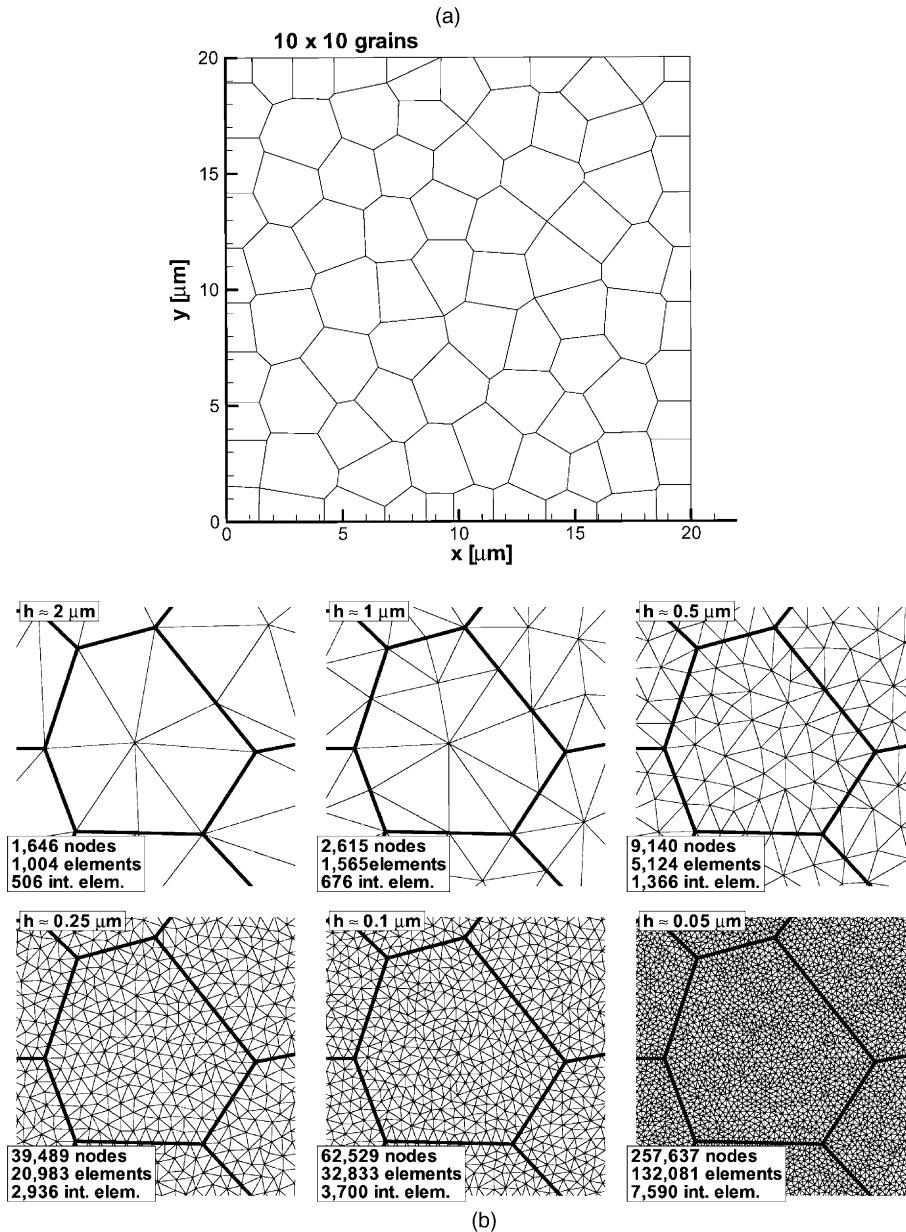 (a)
10 x 10 grains
20
15
10
5
0
y [μm]
0 5 10 15 20
x [μm]
h ≈ 2 μm
1,646 nodes
1,004 elements
506 int. elem.
h ≈ 1 μm
2,615 nodes
1,565elements
676 int. elem.
h ≈ 0.5 μm
9,140 nodes
5,124 elements
1,366 int. elem.
h ≈ 0.25 μm
39,489 nodes
20,983 elements
2,936 int. elem.
h ≈ 0.1 μm
62,529 nodes
32,833 elements
3,700 int. elem.
h ≈ 0.05 μm
257,637 nodes
132,081 elements
7,590 int. elem.
(b)